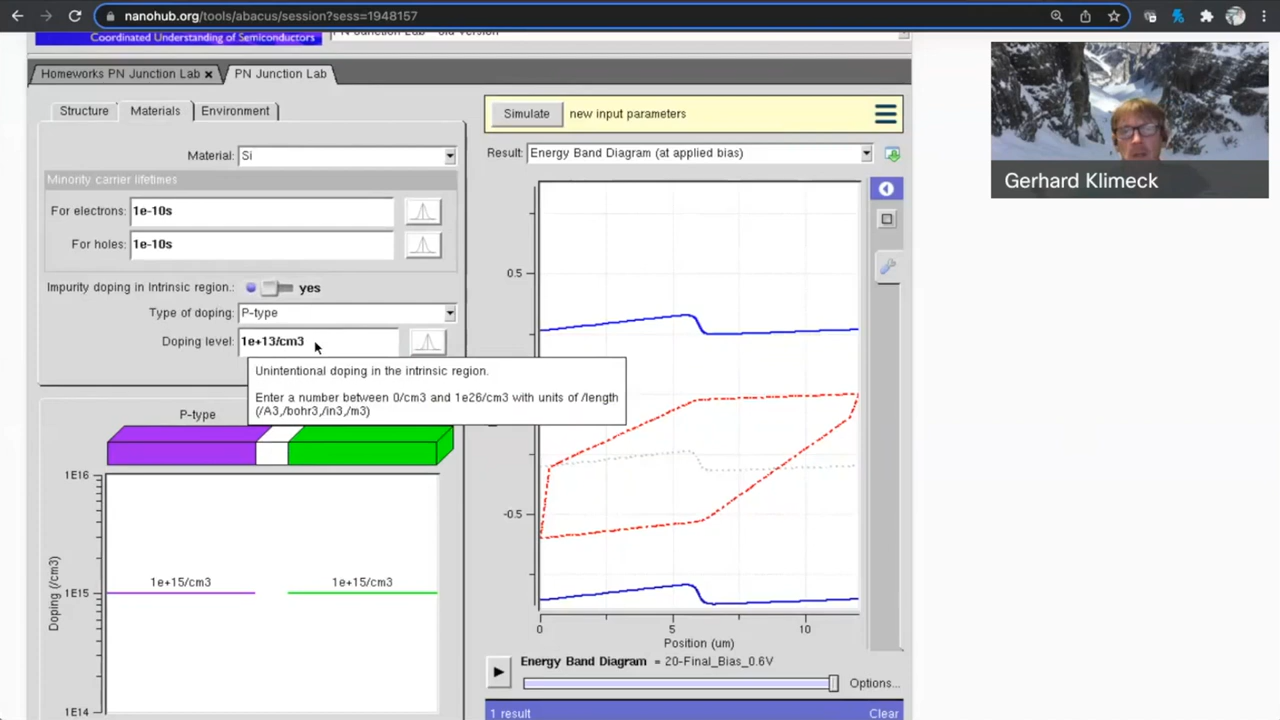 nanohub.org/tools/abacus/session?sess=1948157
Coordinated Understanding of Semiconductors
PN Junction Lab - old version
Homeworks PN Junction Lab ×
PN Junction Lab
Structure
Materials
Environment
Material:
Si
Minority carrier lifetimes
For electrons:
1e-10s
For holes:
1e-10s
Impurity doping in Intrinsic region.:
yes
Type of doping:
P-type
Doping level:
1e+13/cm3
Unintentional doping in the intrinsic region.
Enter a number between 0/cm3 and 1e26/cm3 with units of /length
(/A3,/bohr3,/in3,/m3)
P-type
1E16
1E15
1E14
Doping (/cm3)
1e+15/cm3
1e+15/cm3
Simulate
new input parameters
Result:
Energy Band Diagram (at applied bias)
0.5
-0.5
0
5
10
Position (um)
Energy Band Diagram = 20-Final_Bias_0.6V
Options...
1 result
Clear
Gerhard Klimeck